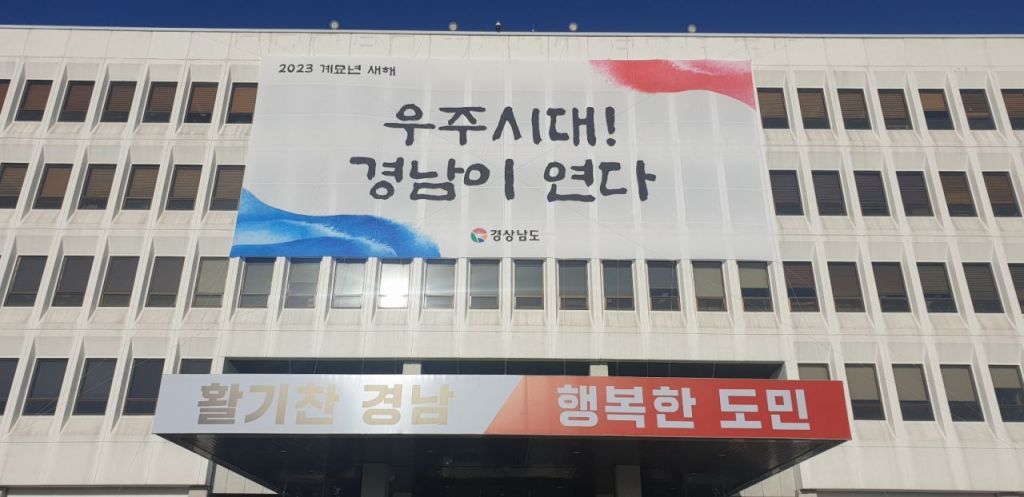 2023 계묘년 새해
우주시대!
경남이 연다
경상남도
활기찬 경남 행복한 도민